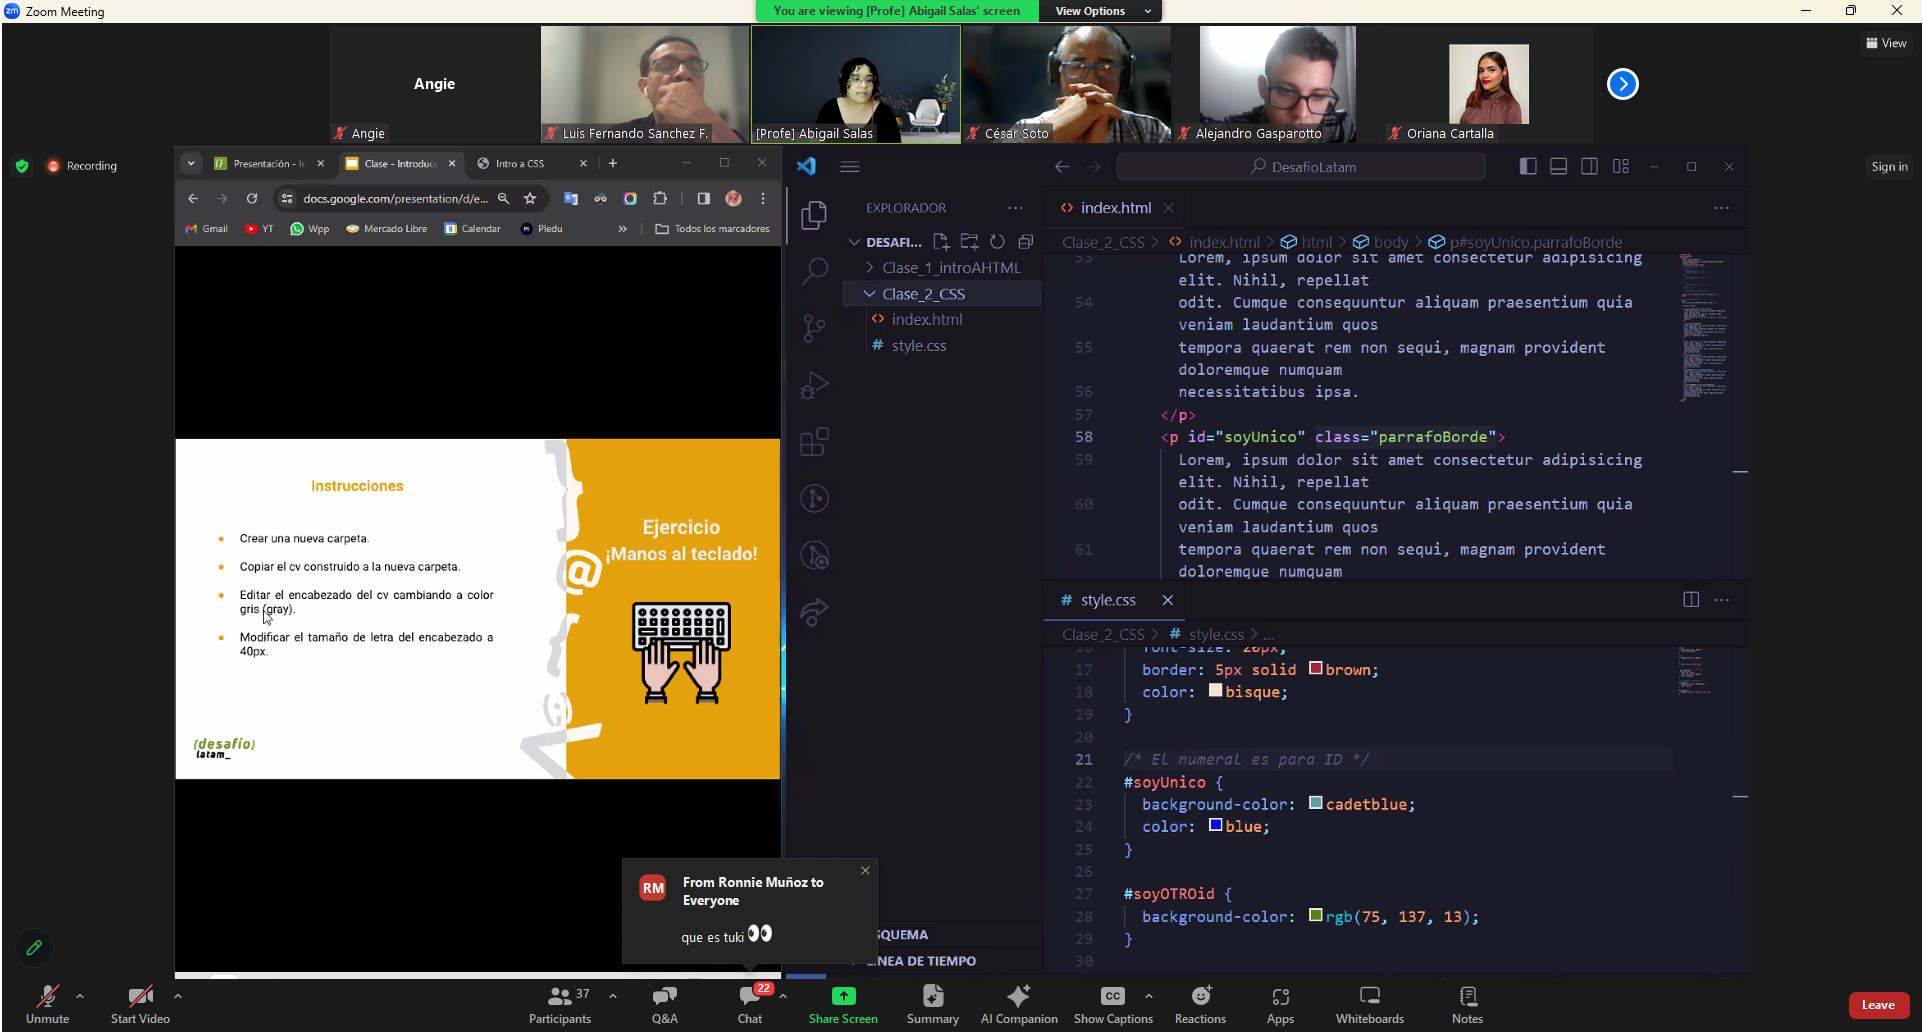 Zoom Meeting
You are viewing [Profe] Abigail Salas' screen
View Options
View
Angie
Angie
Luis Fernando Sanchez F.
[Profe] Abigail Salas
César Soto
Alejandro Gasparotto
Oriana Cartalla
Recording
Sign in
Presentación - I
Clase - Introduc
Intro a CSS
docs.google.com/presentation/d/e...
Gmail
YT
Wpp
Mercado Libre
Calendar
Pledu
Todos los marcadores
Instrucciones
Crear una nueva carpeta.
Copiar el cv construido a la nueva carpeta.
Editar el encabezado del cv cambiando a color
gris (gray).
Modificar el tamaño de letra del encabezado a
40px.
Ejercicio
¡Manos al teclado!
{desafío}
latam_
DesafioLatam
EXPLORADOR
DESAFI...
Clase_1_introAHTML
Clase_2_CSS
index.html
style.css
index.html
Clase_2_CSS > index.html > html > body > p#soyUnico.parrafoBorde
53 Lorem, ipsum dolor sit amet consectetur adipisicing
elit. Nihil, repellat
54 odit. Cumque consequuntur aliquam praesentium quia
veniam laudantium quos
55 tempora quaerat rem non sequi, magnam provident
doloremque numquam
56 necessitatibus ipsa.
57 </p>
58 <p id="soyUnico" class="parrafoBorde">
59 Lorem, ipsum dolor sit amet consectetur adipisicing
elit. Nihil, repellat
60 odit. Cumque consequuntur aliquam praesentium quia
veniam laudantium quos
61 tempora quaerat rem non sequi, magnam provident
doloremque numquam
# style.css
Clase_2_CSS > # style.css > ...
16 font-size: 20px;
17 border: 5px solid brown;
18 color: bisque;
19 }
20
21 /* El numeral es para ID */
22 #soyUnico {
23 background-color: cadetblue;
24 color: blue;
25 }
26
27 #soyOTROid {
28 background-color: rgb(75, 137, 13);
29 }
30
RM
From Ronnie Muñoz to
Everyone
que es tuki 👀
SQUEMA
ÍNEA DE TIEMPO
Unmute
Start Video
37
Participants
Q&A
22
Chat
Share Screen
Summary
AI Companion
CC
Show Captions
Reactions
Apps
Whiteboards
Notes
Leave